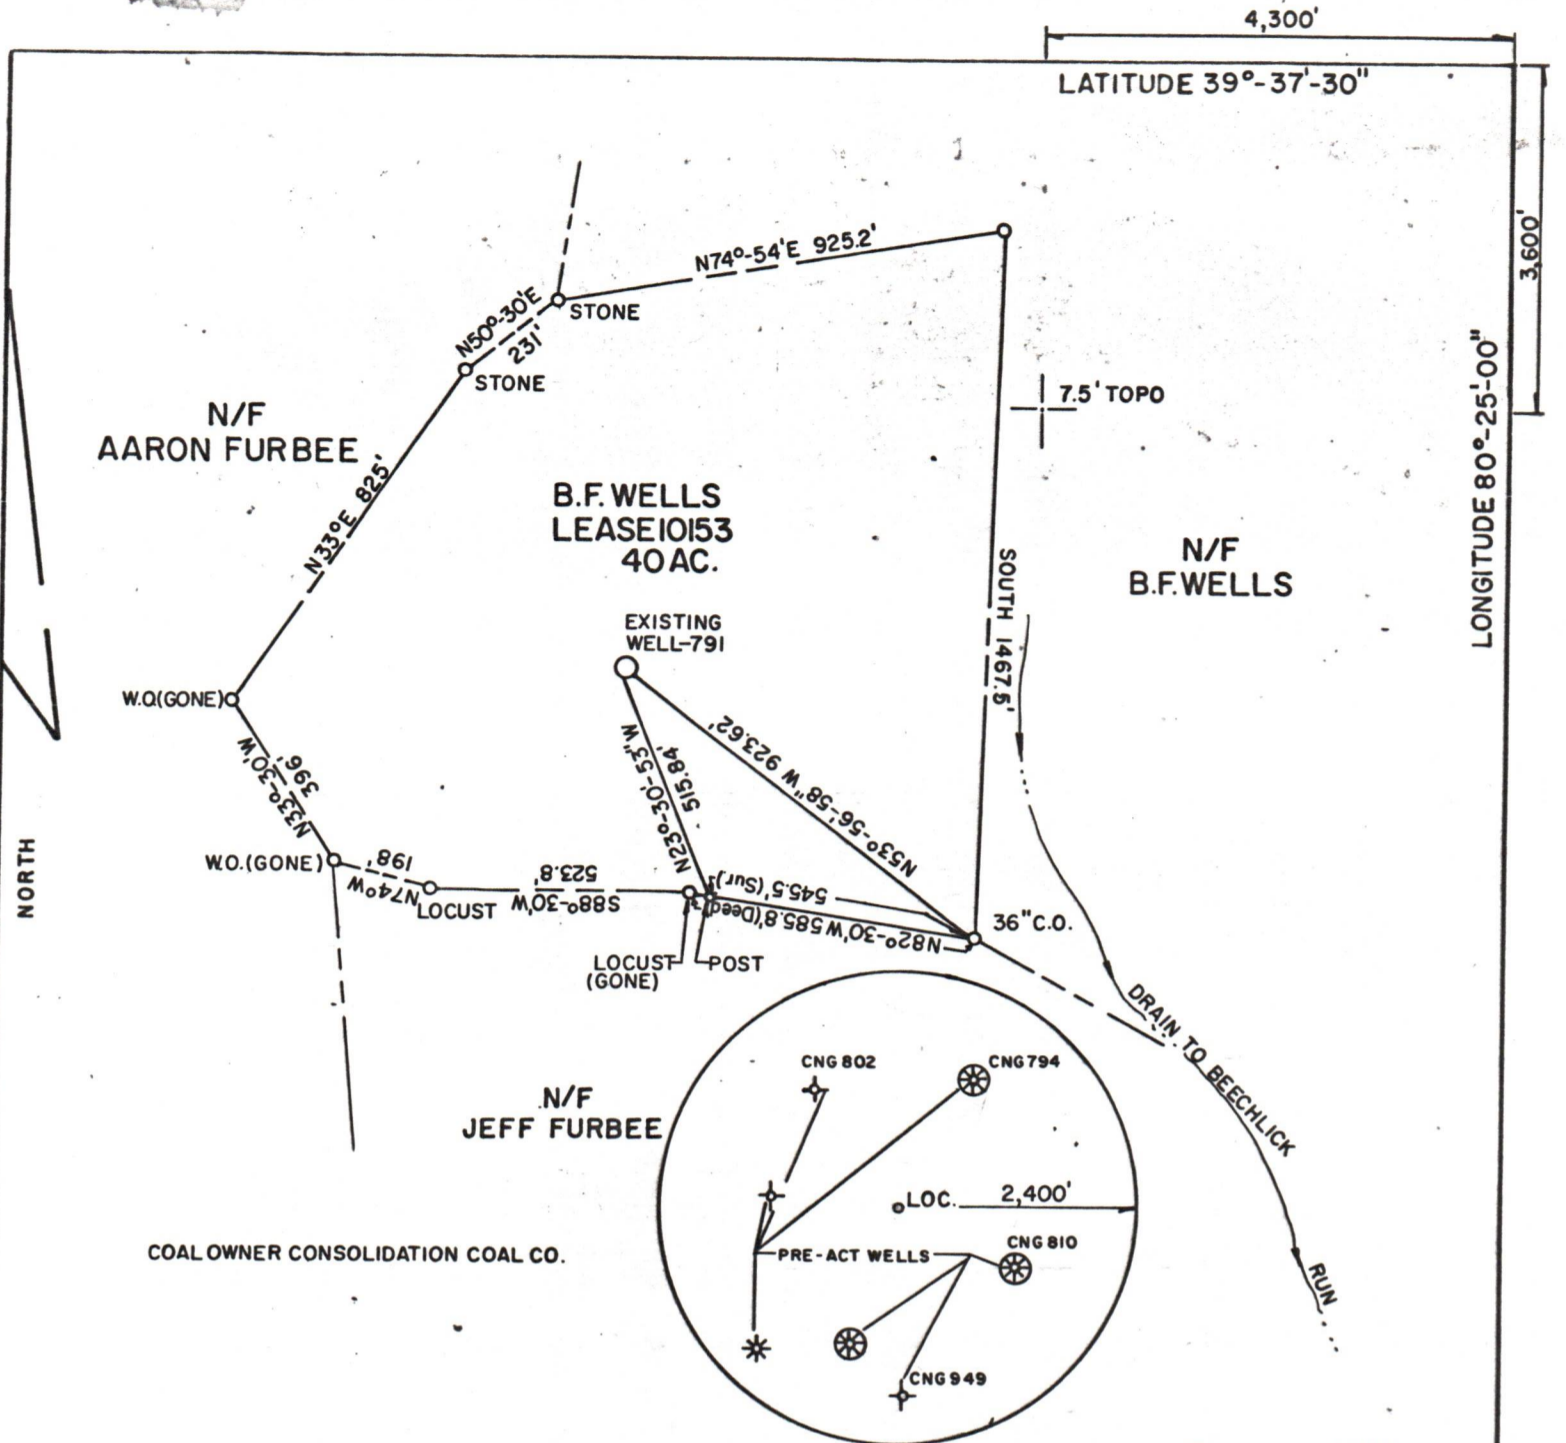 4,300'
LATITUDE 39°-37'-30"
3,600'
LONGITUDE 80°-25'-00"
N74°-54'E 925.2'
N50°-30'E
231'
STONE
STONE
7.5' TOPO
N/F
AARON FURBEE
N33°E 825'
B.F. WELLS
LEASE 10153
40 AC.
N/F
B.F. WELLS
SOUTH 1467.5'
EXISTING
WELL-791
W.O(GONE)
N33°-30'W
396'
N23°-30'-53"W
515.84'
N53°-56'-58"W 923.62'
NORTH
W.O.(GONE)
198'
N74°W
LOCUST
523.8'
S88°-30'W
545.5'(Sur.)
N82°-30'W 585.8'(Deed)
36" C.O.
LOCUST
(GONE)
POST
DRAIN TO BEECHLICK
RUN
N/F
JEFF FURBEE
CNG 802
CNG 794
LOC. 2,400'
PRE-ACT WELLS
CNG 810
CNG 949
COAL OWNER CONSOLIDATION COAL CO.